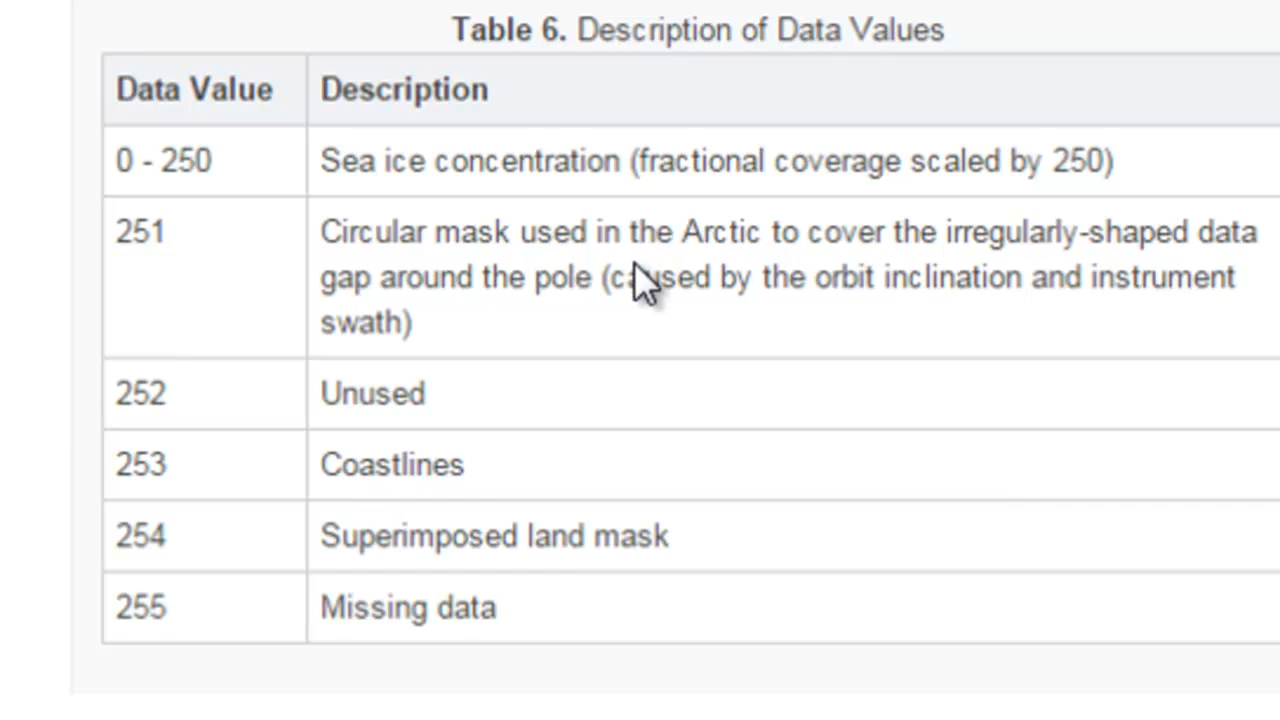 Table 6. Description of Data Values
Data Value Description
0 - 250 Sea ice concentration (fractional coverage scaled by 250)
251 Circular mask used in the Arctic to cover the irregularly-shaped data
gap around the pole (caused by the orbit inclination and instrument
swath)
252 Unused
253 Coastlines
254 Superimposed land mask
255 Missing data